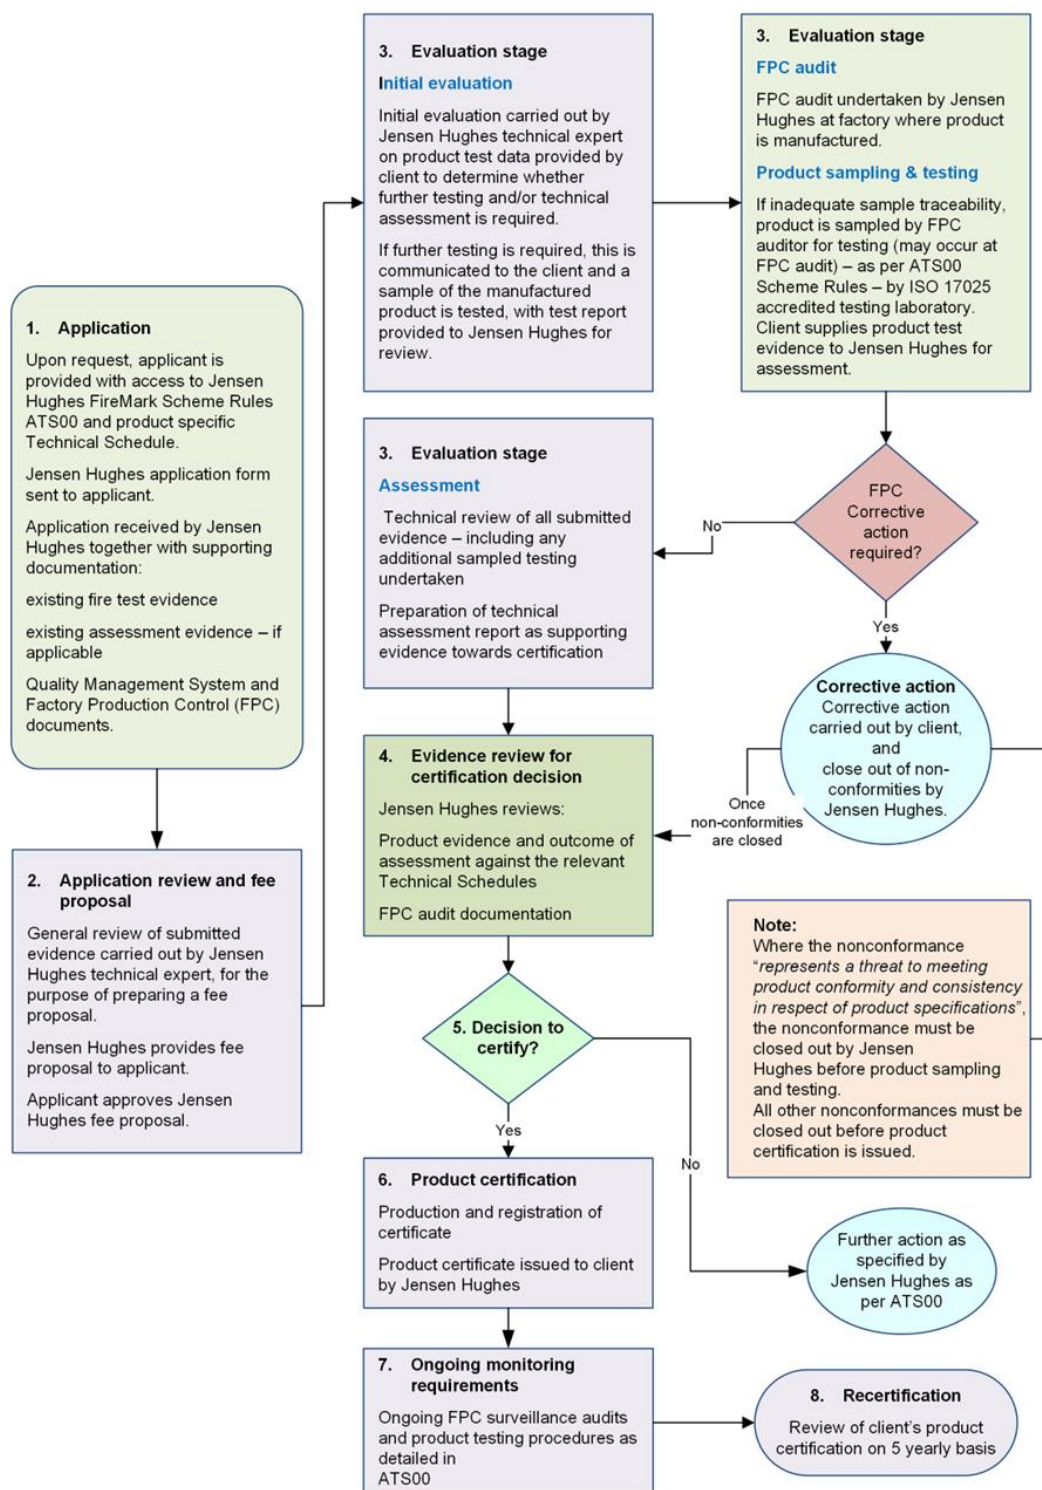 1. Application
Upon request, applicant is
provided with access to Jensen
Hughes FireMark Scheme Rules
ATS00 and product specific
Technical Schedule.
Jensen Hughes application form
sent to applicant.
Application received by Jensen
Hughes together with supporting
documentation:
existing fire test evidence
existing assessment evidence – if
applicable
Quality Management System and
Factory Production Control (FPC)
documents.
2. Application review and fee
proposal
General review of submitted
evidence carried out by Jensen
Hughes technical expert, for the
purpose of preparing a fee
proposal.
Jensen Hughes provides fee
proposal to applicant.
Applicant approves Jensen
Hughes fee proposal.
3. Evaluation stage
Initial evaluation
Initial evaluation carried out by
Jensen Hughes technical expert
on product test data provided by
client to determine whether
further testing and/or technical
assessment is required.
If further testing is required, this is
communicated to the client and a
sample of the manufactured
product is tested, with test report
provided to Jensen Hughes for
review.
3. Evaluation stage
FPC audit
FPC audit undertaken by Jensen
Hughes at factory where product
is manufactured.
Product sampling & testing
If inadequate sample traceability,
product is sampled by FPC
auditor for testing (may occur at
FPC audit) – as per ATS00
Scheme Rules – by ISO 17025
accredited testing laboratory.
Client supplies product test
evidence to Jensen Hughes for
assessment.
FPC
Corrective
action
required?
No
Yes
3. Evaluation stage
Assessment
Technical review of all submitted
evidence – including any
additional sampled testing
undertaken
Preparation of technical
assessment report as supporting
evidence towards certification
Corrective action
Corrective action
carried out by client,
and
close out of non-
conformities by
Jensen Hughes.
Once
non-conformities
are closed
4. Evidence review for
certification decision
Jensen Hughes reviews:
Product evidence and outcome of
assessment against the relevant
Technical Schedules
FPC audit documentation
Note:
Where the nonconformance
“represents a threat to meeting
product conformity and consistency
in respect of product specifications”,
the nonconformance must be
closed out by Jensen
Hughes before product sampling
and testing.
All other nonconformances must be
closed out before product
certification is issued.
5. Decision to
certify?
Yes
No
6. Product certification
Production and registration of
certificate
Product certificate issued to client
by Jensen Hughes
Further action as
specified by
Jensen Hughes as
per ATS00
7. Ongoing monitoring
requirements
Ongoing FPC surveillance audits
and product testing procedures as
detailed in
ATS00
8. Recertification
Review of client’s product
certification on 5 yearly basis